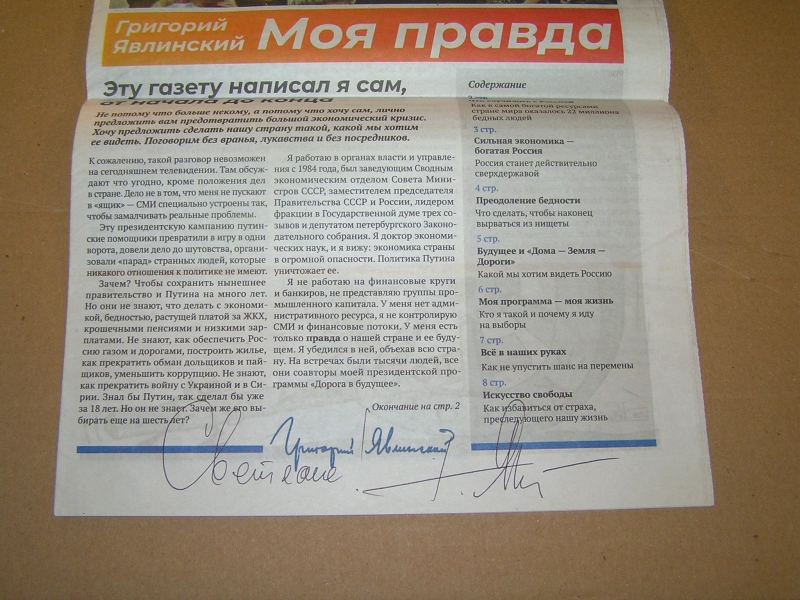 Григорий
Явлинский
Моя правда
Эту газету написал я сам,
от начала до конца
Не потому что больше некому, а потому что хочу сам, лично
предложить вам предотвратить большой экономический кризис.
Хочу предложить сделать нашу страну такой, какой мы хотим
ее видеть. Поговорим без вранья, лукавства и без посредников.
К сожалению, такой разговор невозможен
на сегодняшнем телевидении. Там обсуж-
дают что угодно, кроме положения дел
в стране. Дело не в том, что меня не пускают
в «ящик» — СМИ специально устроены так,
чтобы замалчивать реальные проблемы.
Эту президентскую кампанию путин-
ские помощники превратили в игру в одни
ворота, довели дело до шутовства, органи-
зовали «парад» странных людей, которые
никакого отношения к политике не имеют.
Зачем? Чтобы сохранить нынешнее
правительство и Путина на много лет.
Но они не знают, что делать с экономи-
кой, бедностью, растущей платой за ЖКХ,
крошечными пенсиями и низкими зар-
платами. Не знают, как обеспечить Рос-
сию газом и дорогами, построить жилье,
как прекратить обман дольщиков и пай-
щиков, уменьшить коррупцию. Не знают,
как прекратить войну с Украиной и в Си-
рии. Знал бы Путин, так сделал бы уже
за 18 лет. Но он не знает. Зачем же его вы-
бирать еще на шесть лет?
Я работаю в органах власти и управле-
ния с 1984 года, был заведующим Сводным
экономическим отделом Совета Мини-
стров СССР, заместителем председателя
Правительства СССР и России, лидером
фракции в Государственной думе трех со-
зывов и депутатом петербургского Законо-
дательного собрания. Я доктор экономиче-
ских наук, и я вижу: экономика страны
в огромной опасности. Политика Путина
уничтожает ее.
Я не работаю на финансовые круги
и банкиров, не представляю группы про-
мышленного капитала. У меня нет адми-
нистративного ресурса, я не контролирую
СМИ и финансовые потоки. У меня есть
только правда о нашей стране и ее буду-
щем. Я убедился в ней, объехав всю стра-
ну. На встречах были тысячи людей, все
они соавторы моей президентской про-
граммы «Дорога в будущее».
Окончание на стр. 2
Содержание
2 стр.
Как в самой богатой ресурсами
стране мира оказалось 22 миллиона
бедных людей
3 стр.
Сильная экономика —
богатая Россия
Россия станет действительно
сверхдержавой
4 стр.
Преодоление бедности
Что сделать, чтобы наконец
вырваться из нищеты
5 стр.
Будущее и «Дома — Земля —
Дороги»
Какой мы хотим видеть Россию
6 стр.
Моя программа — моя жизнь
Кто я такой и почему я иду
на выборы
7 стр.
Всё в наших руках
Как не упустить шанс на перемены
8 стр.
Искусство свободы
Как избавиться от страха,
преследующего нашу жизнь
Григорий Явлинский
Светлане